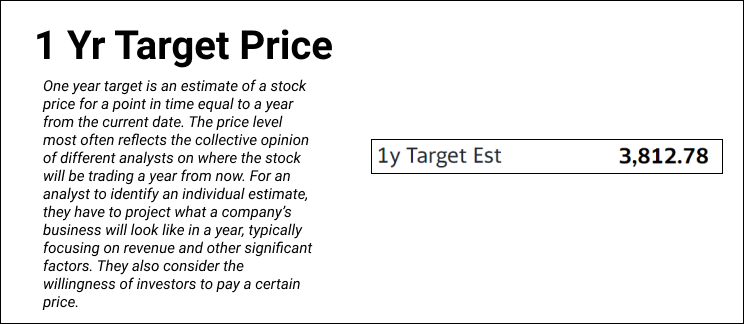 1 Yr Target Price
One year target is an estimate of a stock
price for a point in time equal to a year
from the current date. The price level
most often reflects the collective opinion
of different analysts on where the stock
will be trading a year from now. For an
analyst to identify an individual estimate,
they have to project what a company’s
business will look like in a year, typically
focusing on revenue and other significant
factors. They also consider the
willingness of investors to pay a certain
price.
1y Target Est 3,812.78